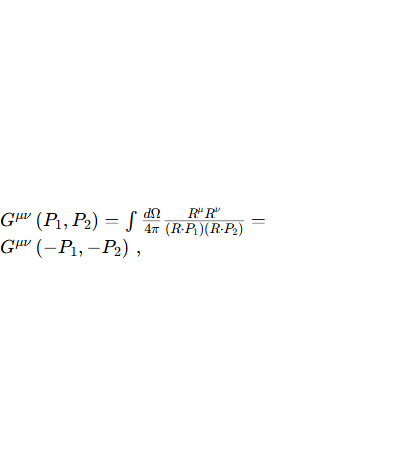 $G^{\mu\nu}\,(P_1, P_2) = \int \frac{d\Omega}{4\pi} \frac{R^\mu R^\nu}{(R \cdot P_1)(R \cdot P_2)} =$
$G^{\mu\nu}\,(-P_1, -P_2)\ ,$